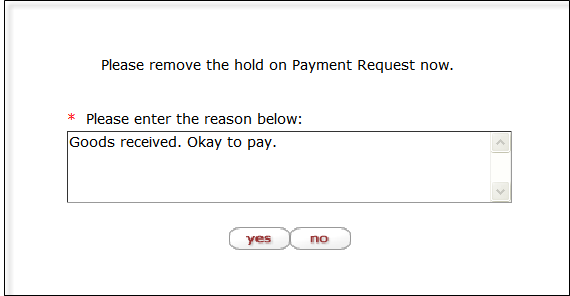 Please remove the hold on Payment Request now.
* Please enter the reason below:
Goods received. Okay to pay.
yes no